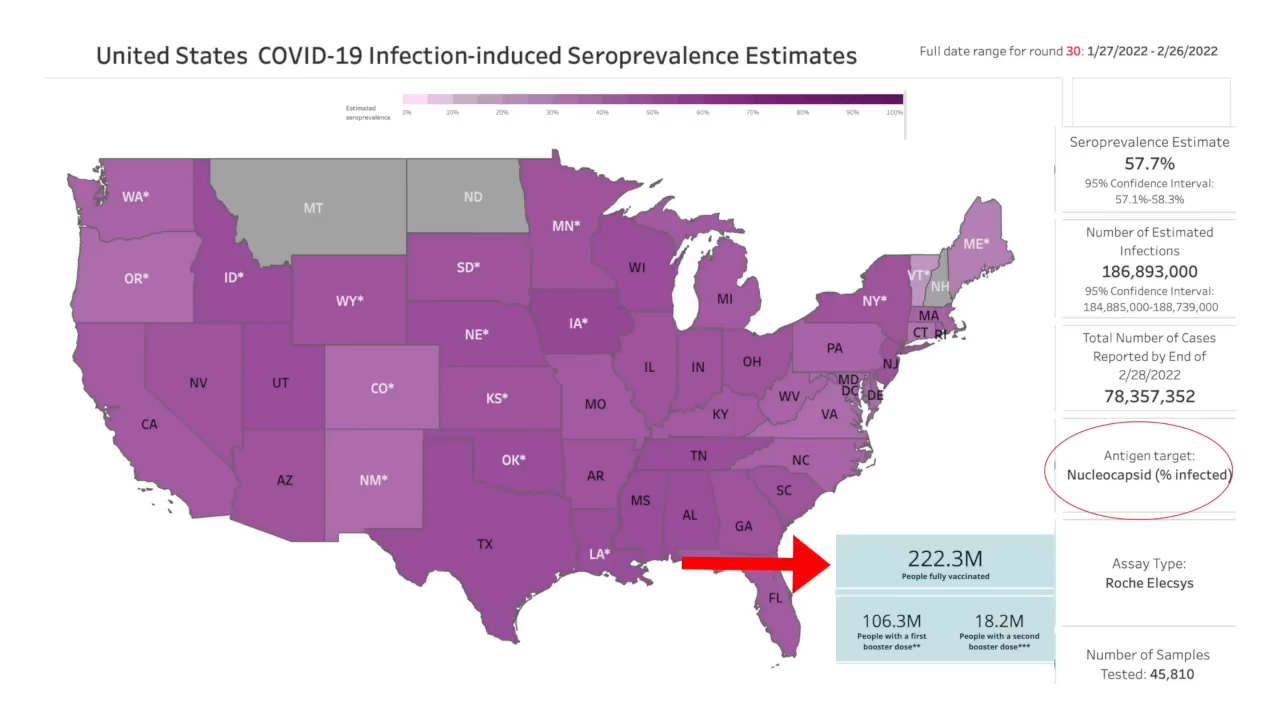 United States COVID-19 Infection-induced Seroprevalence Estimates
Full date range for round 30: 1/27/2022 - 2/26/2022
Estimated
seroprevalence
0% 10% 20% 30% 40% 50% 60% 70% 80% 90% 100%
WA*
MT
ND
MN*
OR*
ID*
WY*
SD*
WI
MI
NY*
VT*
NH
ME*
MA
CT
RI
NE*
IA*
NV
UT
CO*
KS*
MO
IL
IN
OH
PA
NJ
MD
DC
DE
WV
VA
KY
CA
AZ
NM*
OK*
AR
TN
NC
SC
MS
AL
GA
TX
LA*
FL
222.3M
People fully vaccinated
106.3M
People with a first
booster dose**
18.2M
People with a second
booster dose***
Seroprevalence Estimate
57.7%
95% Confidence Interval:
57.1%-58.3%
Number of Estimated
Infections
186,893,000
95% Confidence Interval:
184,885,000-188,739,000
Total Number of Cases
Reported by End of
2/28/2022
78,357,352
Antigen target:
Nucleocapsid (% infected)
Assay Type:
Roche Elecsys
Number of Samples
Tested: 45,810